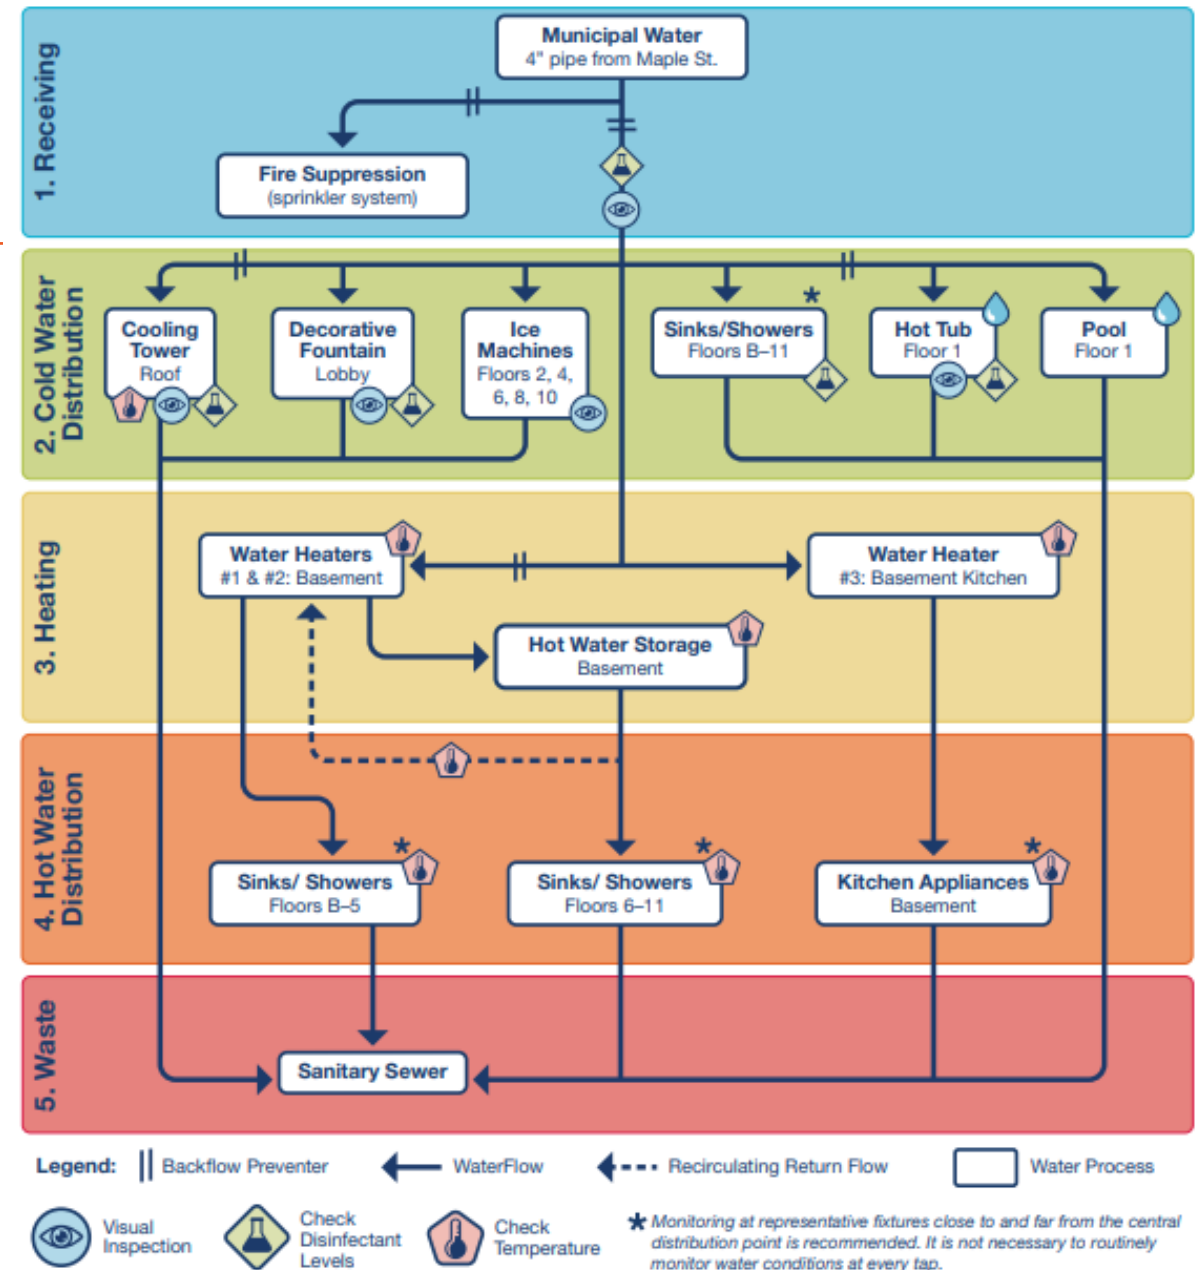 1. Receiving
Municipal Water
4" pipe from Maple St.
Fire Suppression
(sprinkler system)
2. Cold Water
Distribution
Cooling
Tower
Roof
Decorative
Fountain
Lobby
Ice
Machines
Floors 2, 4,
6, 8, 10
*
Sinks/Showers
Floors B–11
Hot Tub
Floor 1
Pool
Floor 1
3. Heating
Water Heaters
#1 & #2: Basement
Water Heater
#3: Basement Kitchen
Hot Water Storage
Basement
4. Hot Water
Distribution
*
Sinks/ Showers
Floors B–5
*
Sinks/ Showers
Floors 6–11
*
Kitchen Appliances
Basement
5. Waste
Sanitary Sewer
Legend:
Backflow Preventer
WaterFlow
Recirculating Return Flow
Water Process
Visual
Inspection
Check
Disinfectant
Levels
Check
Temperature
* Monitoring at representative fixtures close to and far from the central
distribution point is recommended. It is not necessary to routinely
monitor water conditions at every tap.